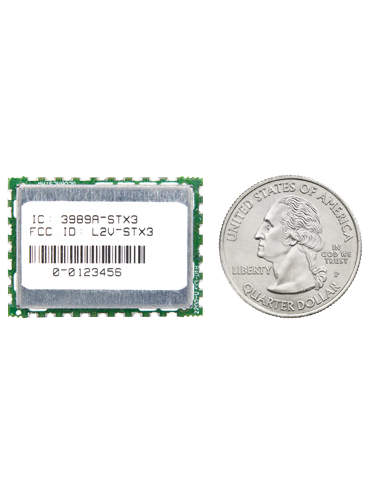 IC: 3989A-STX3
FCC ID: L2V-STX3
0-0123456
UNITED STATES OF AMERICA
IN
GOD WE
TRUST
LIBERTY
P
QUARTER DOLLAR